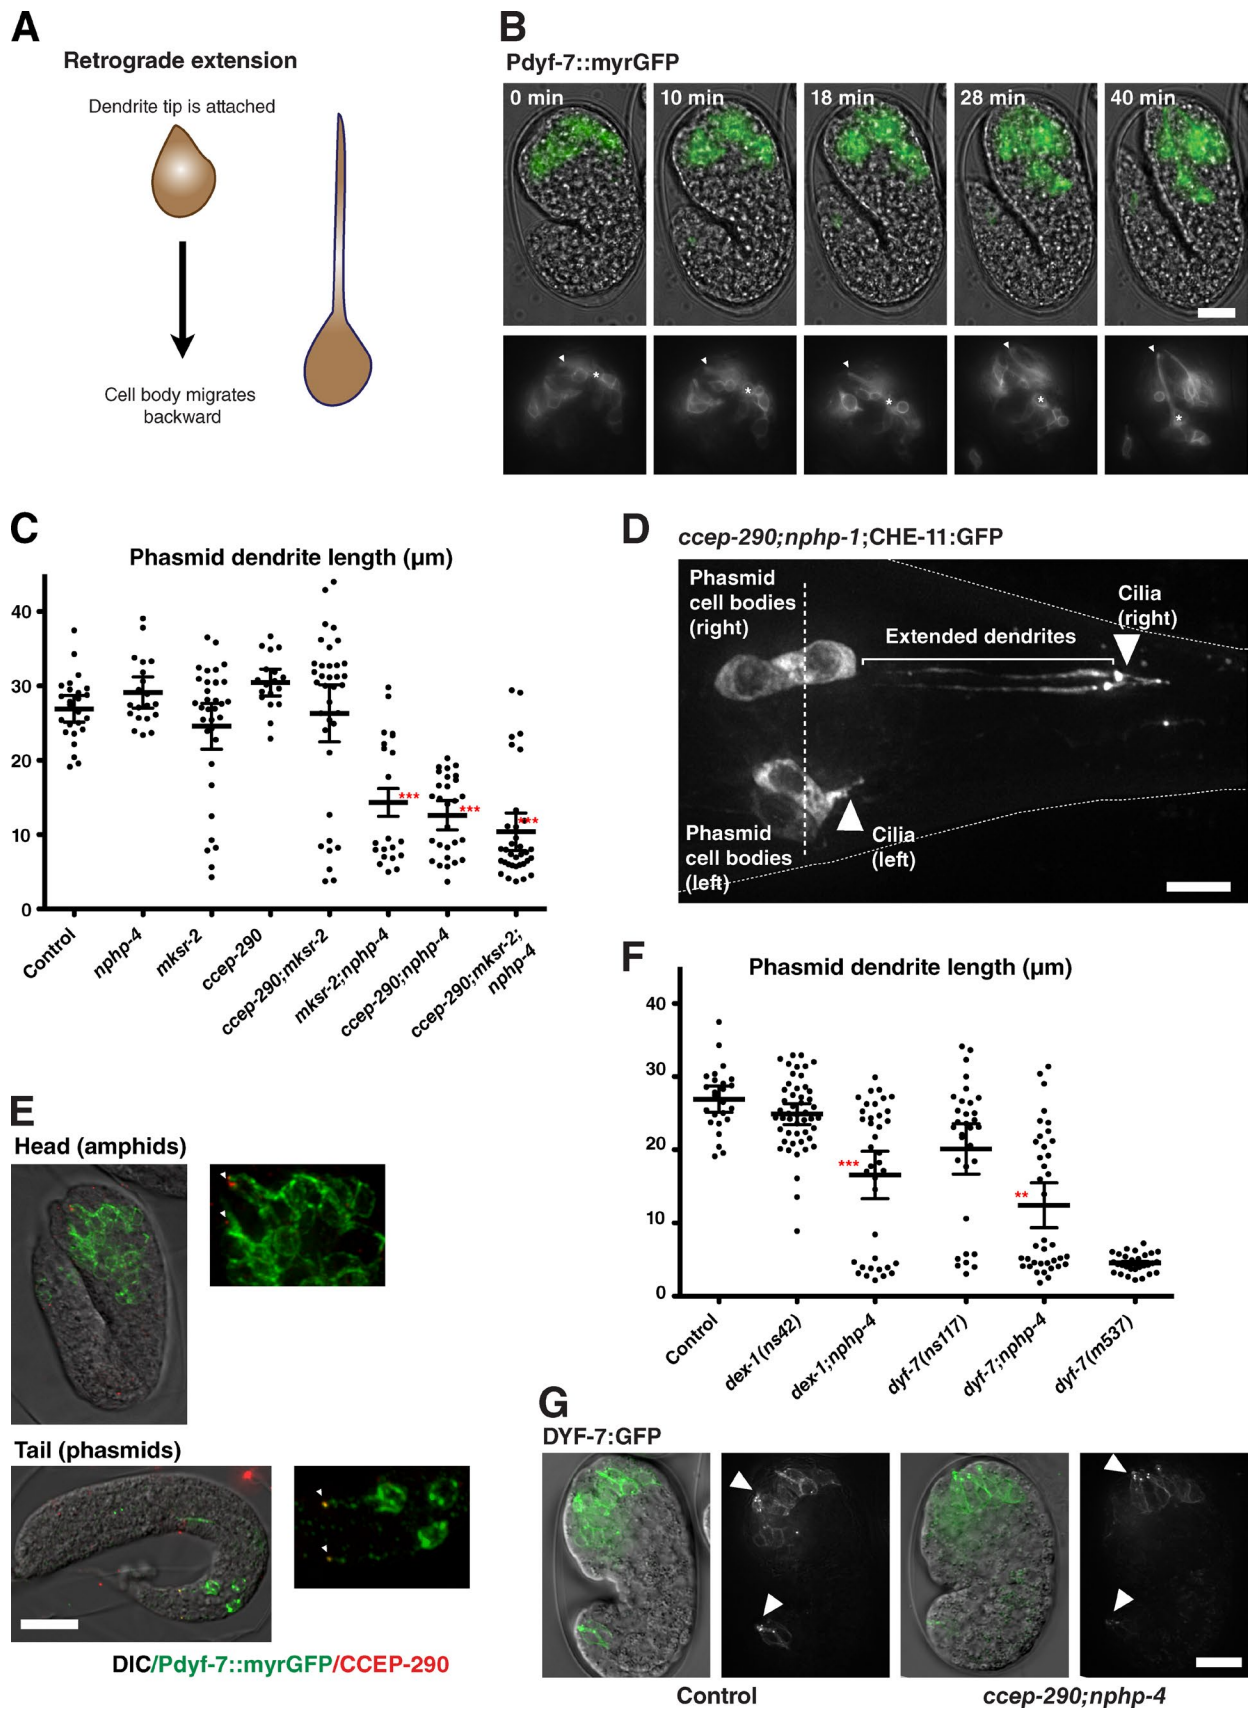 A
Retrograde extension
Dendrite tip is attached
Cell body migrates
backward
B
Pdyf-7::myrGFP
0 min
10 min
18 min
28 min
40 min
*
*
*
*
*
C
Phasmid dendrite length (µm)
40
30
20
10
0
***
***
***
Control
nphp-4
mksr-2
ccep-290
ccep-290;mksr-2
mksr-2;nphp-4
ccep-290;nphp-4
ccep-290;mksr-2;
nphp-4
D
ccep-290;nphp-1;CHE-11:GFP
Phasmid
cell bodies
(right)
Extended dendrites
Cilia
(right)
Phasmid
cell bodies
(left)
Cilia
(left)
E
Head (amphids)
Tail (phasmids)
DIC/Pdyf-7::myrGFP/CCEP-290
F
Phasmid dendrite length (µm)
40
30
20
10
0
***
**
Control
dex-1(ns42)
dex-1;nphp-4
dyf-7(ns117)
dyf-7;nphp-4
dyf-7(m537)
G
DYF-7:GFP
Control
ccep-290;nphp-4